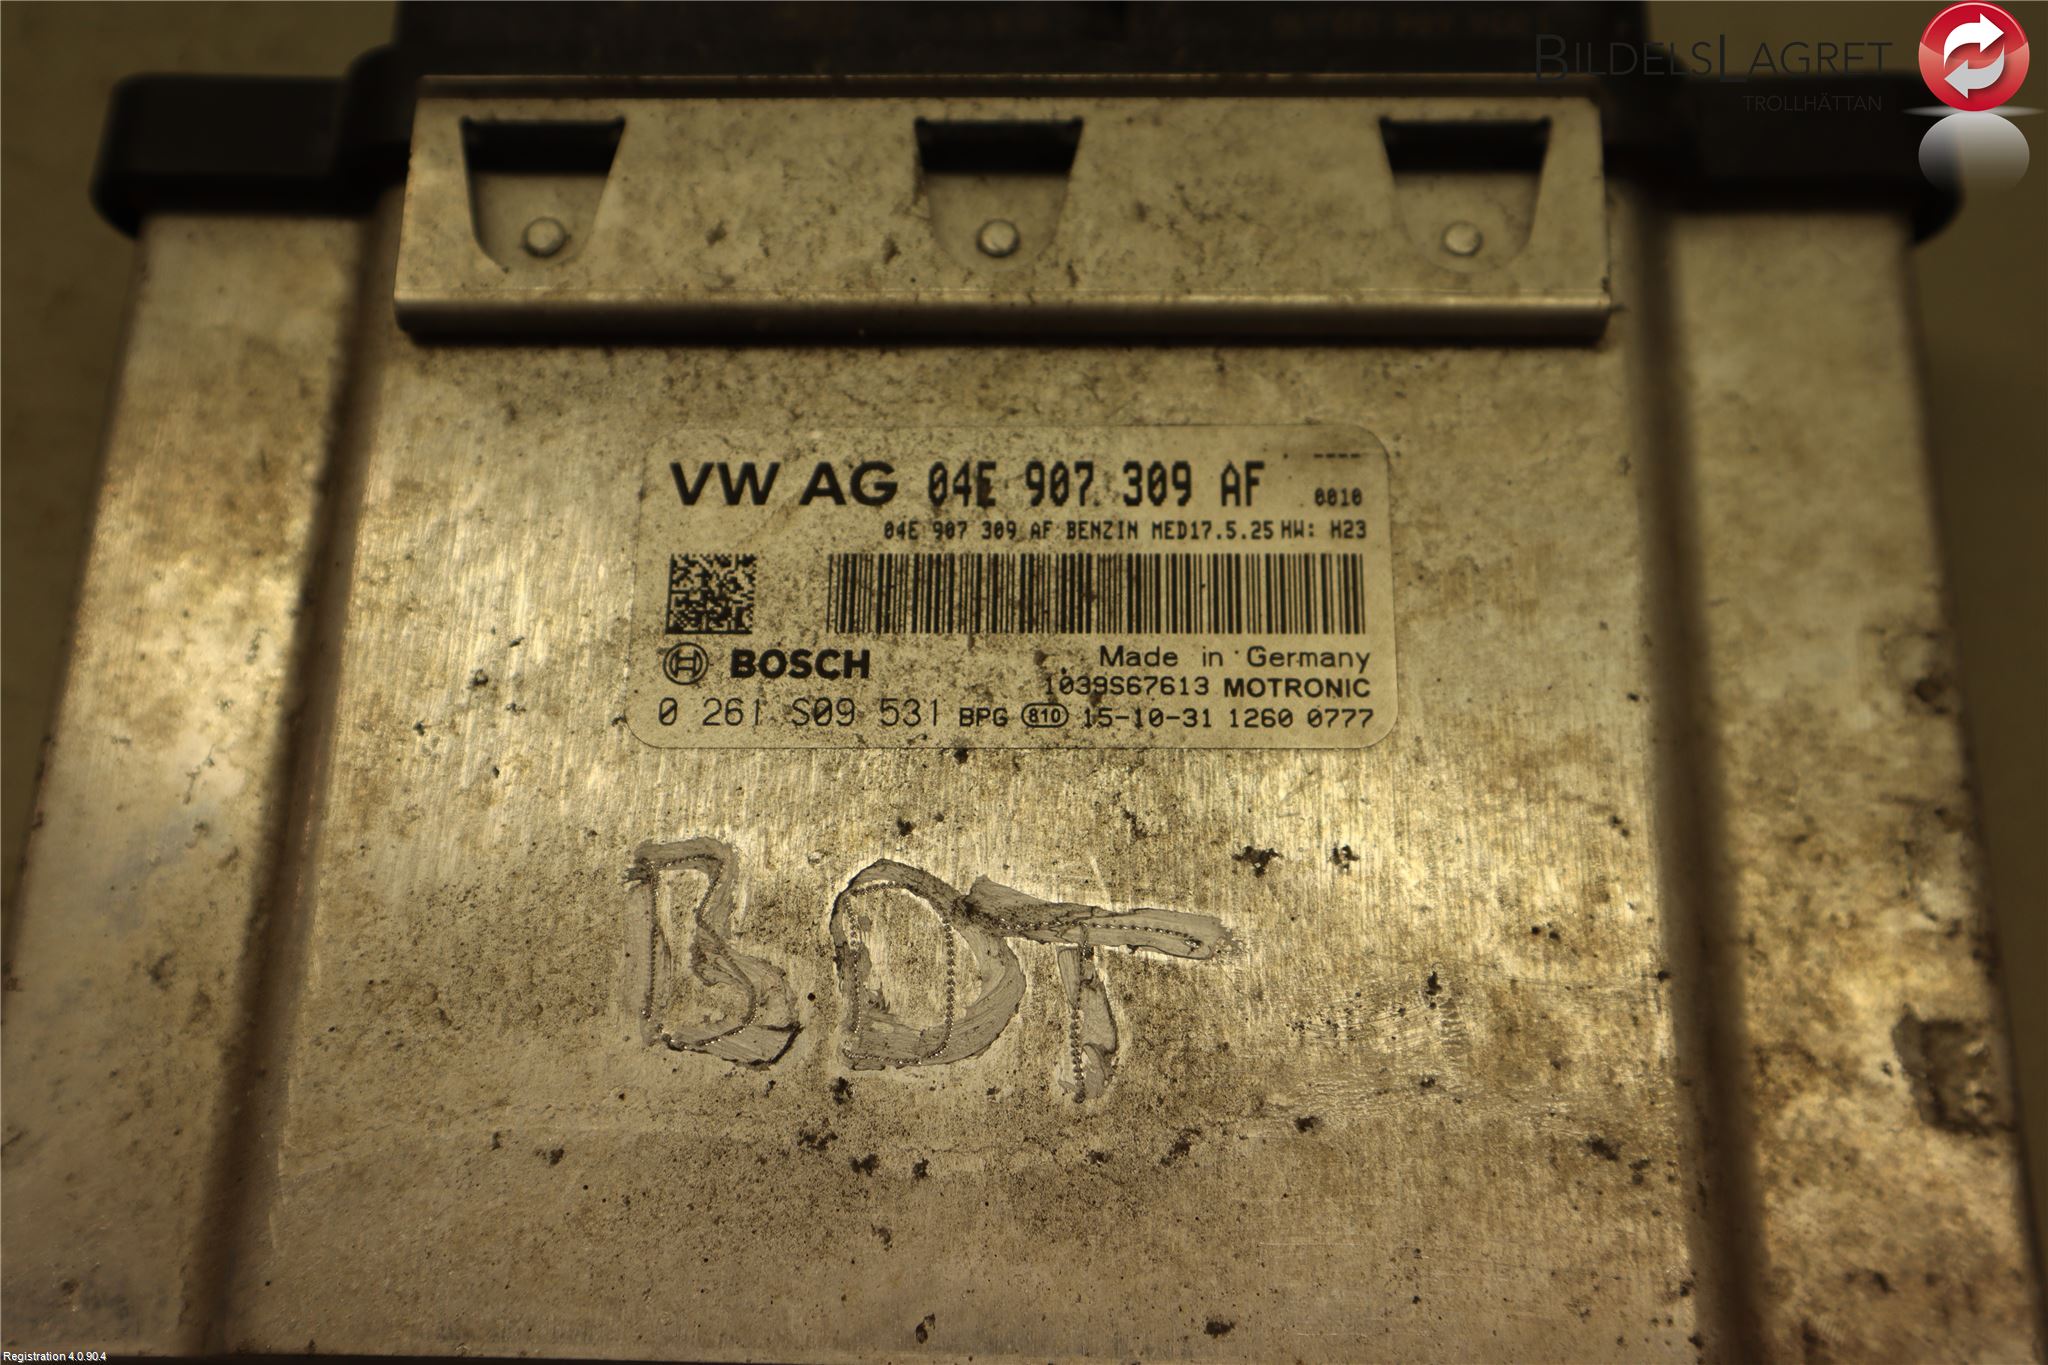 BILDELSLAGRET
TROLLHÄTTAN
VW AG 04E 907 309 AF ----
0010
04E 907 309 AF BENZIN MED17.5.25 HW: H23
BOSCH
Made in Germany
1039S67613 MOTRONIC
0 261 S09 531 BPG 810 15-10-31 1260 0777
BDT
Registration 4.0.90.4